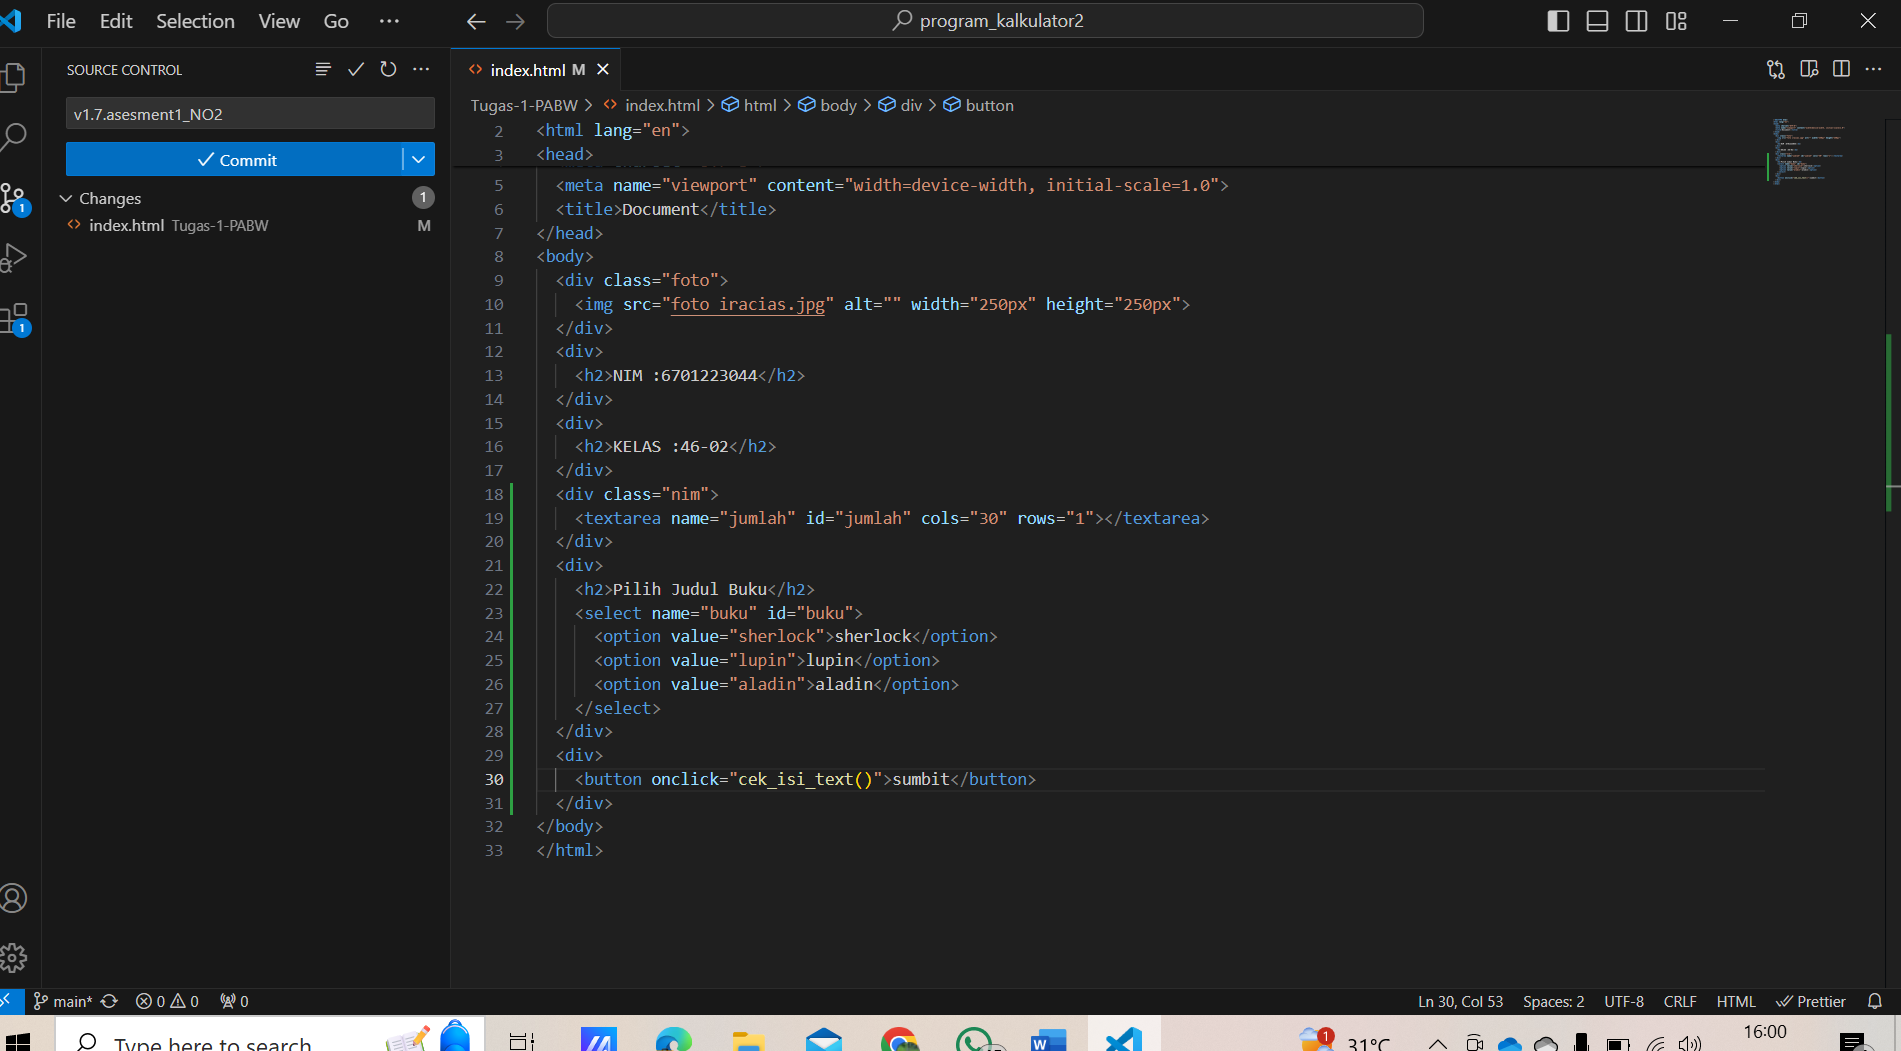 File Edit Selection View Go ··· program_kalkulator2
SOURCE CONTROL
v1.7.asesment1_NO2
Commit
Changes 1
index.html Tugas-1-PABW M
1
1
index.html M
Tugas-1-PABW > index.html > html > body > div > button
2 <html lang="en">
3 <head>
5 <meta name="viewport" content="width=device-width, initial-scale=1.0">
6 <title>Document</title>
7 </head>
8 <body>
9 <div class="foto">
10 <img src="foto iracias.jpg" alt="" width="250px" height="250px">
11 </div>
12 <div>
13 <h2>NIM :6701223044</h2>
14 </div>
15 <div>
16 <h2>KELAS :46-02</h2>
17 </div>
18 <div class="nim">
19 <textarea name="jumlah" id="jumlah" cols="30" rows="1"></textarea>
20 </div>
21 <div>
22 <h2>Pilih Judul Buku</h2>
23 <select name="buku" id="buku">
24 <option value="sherlock">sherlock</option>
25 <option value="lupin">lupin</option>
26 <option value="aladin">aladin</option>
27 </select>
28 </div>
29 <div>
30 <button onclick="cek_isi_text()">sumbit</button>
31 </div>
32 </body>
33 </html>
main* 0 0 0 Ln 30, Col 53 Spaces: 2 UTF-8 CRLF HTML Prettier
Type here to search W 1 31°C 16:00